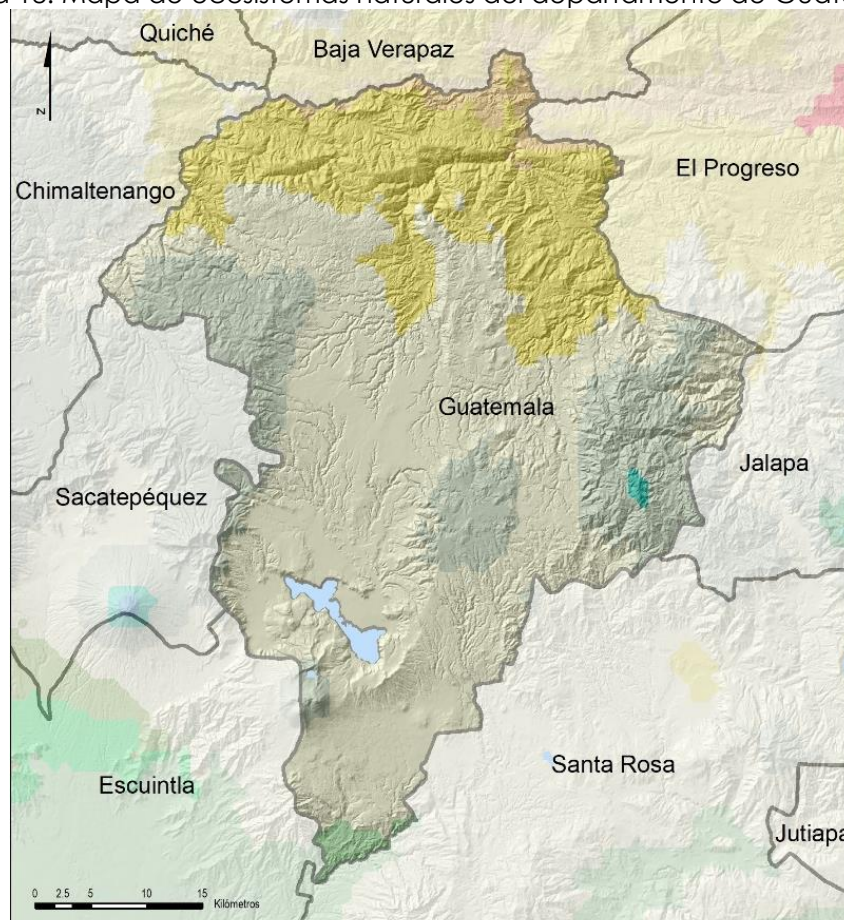 Mapa de ecosistemas naturales del departamento de
Quiché
Baja Verapaz
N
El Progreso
Chimaltenango
Guatemala
Jalapa
Sacatepéquez
Santa Rosa
Escuintla
Jutiapa
0 2.5 5 10 15
Kilómetros